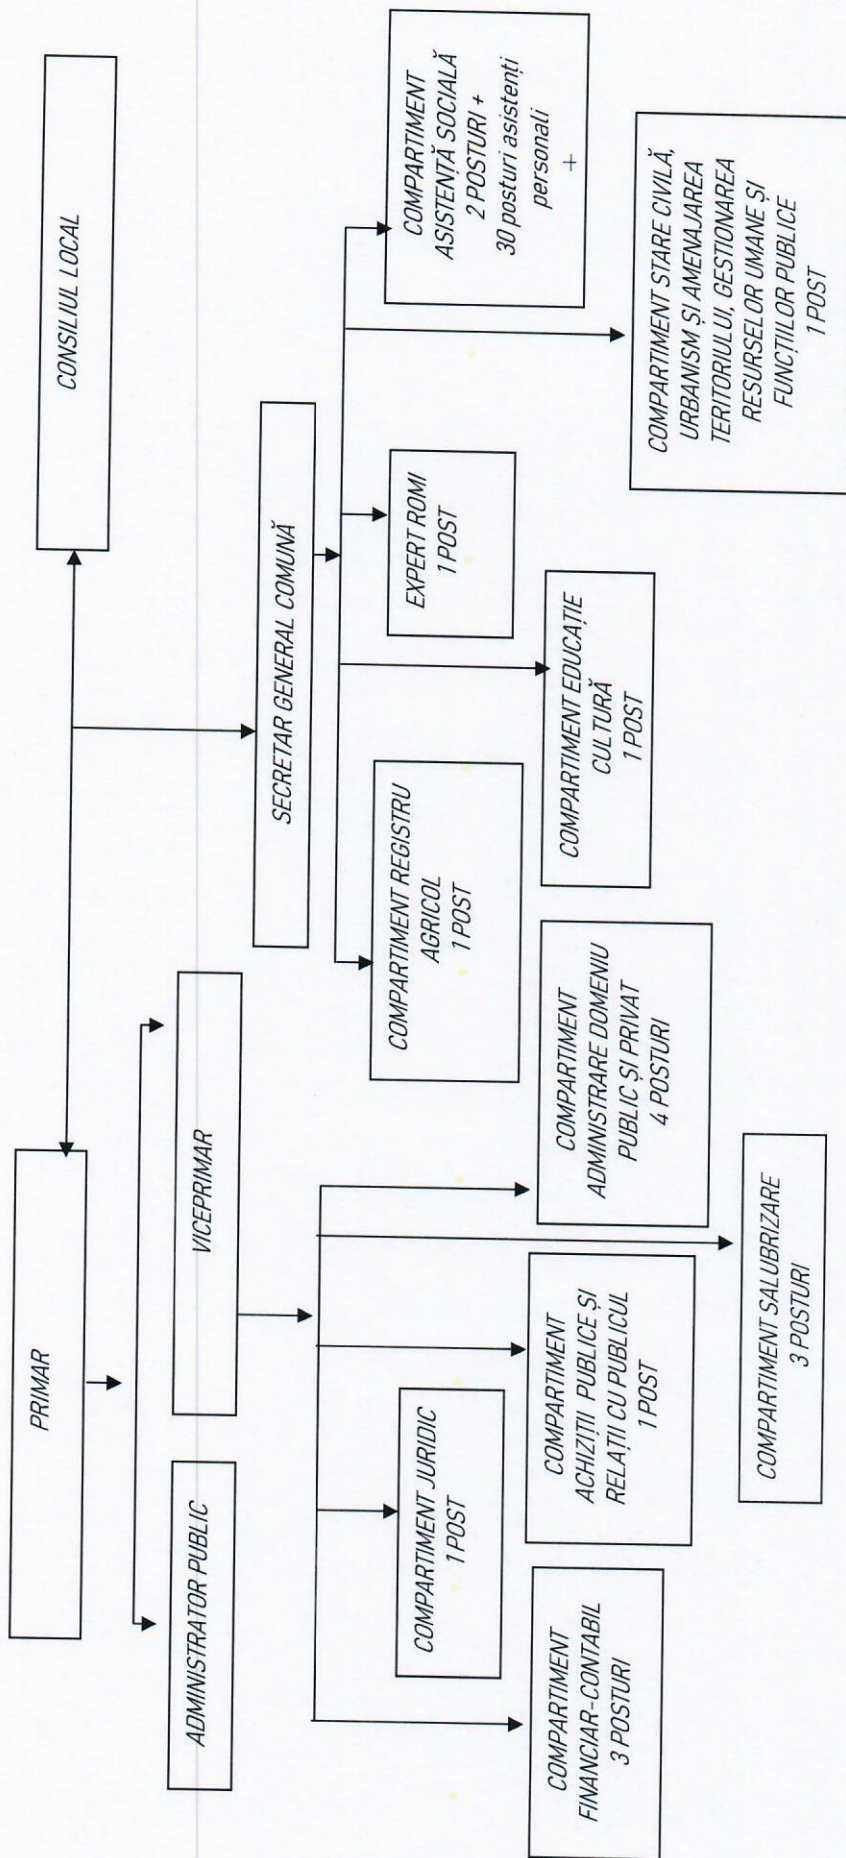 PRIMAR
CONSILIUL LOCAL
ADMINISTRATOR PUBLIC
VICEPRIMAR
SECRETAR GENERAL COMUNĂ
COMPARTIMENT
FINANCIAR-CONTABIL
3 POSTURI
COMPARTIMENT JURIDIC
1 POST
COMPARTIMENT
ACHIZIȚII PUBLICE ȘI
RELAȚII CU PUBLICUL
1 POST
COMPARTIMENT SALUBRIZARE
3 POSTURI
COMPARTIMENT
ADMINISTRARE DOMENIU
PUBLIC ȘI PRIVAT
4 POSTURI
COMPARTIMENT REGISTRU
AGRICOL
1 POST
COMPARTIMENT EDUCAȚIE
CULTURĂ
1 POST
EXPERT ROMI
1 POST
COMPARTIMENT
ASISTENȚĂ SOCIALĂ
2 POSTURI +
30 posturi asistenți
personali
+
COMPARTIMENT STARE CIVILĂ,
URBANISM ȘI AMENAJAREA
TERITORIULUI, GESTIONAREA
RESURSELOR UMANE ȘI
FUNCȚIILOR PUBLICE
1 POST